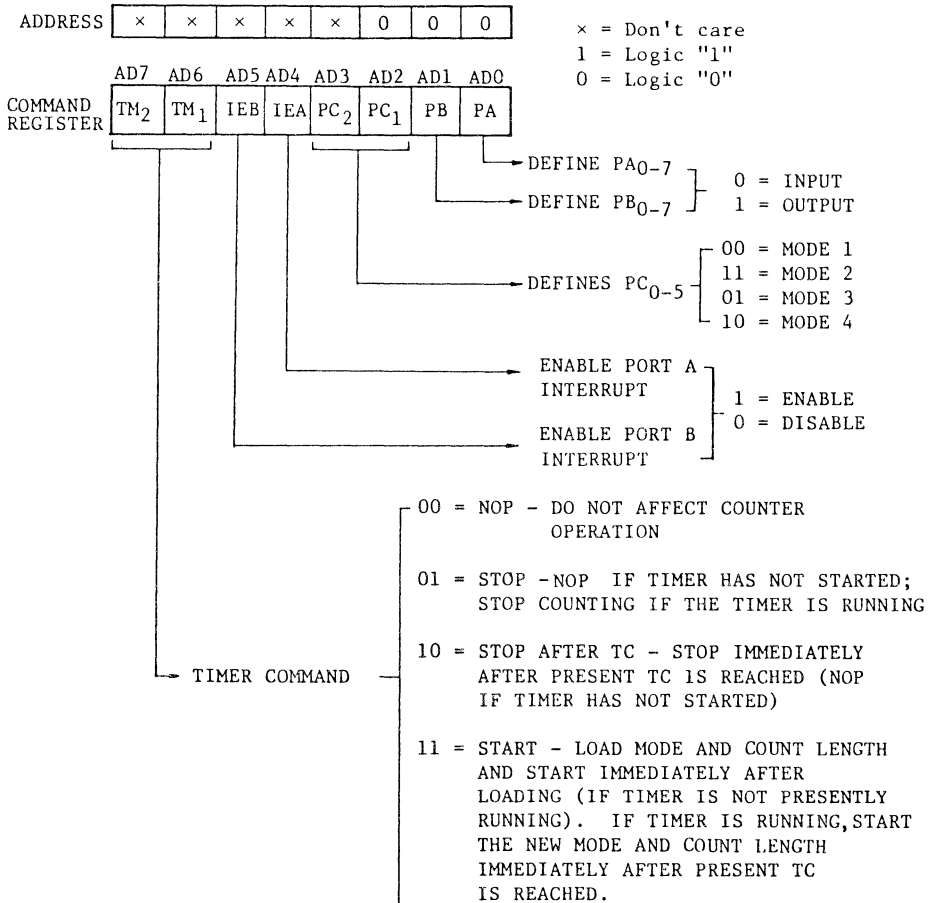 ADDRESS × × × × × 0 0 0
× = Don't care
1 = Logic "1"
0 = Logic "0"
AD7 AD6 AD5 AD4 AD3 AD2 AD1 AD0
COMMAND REGISTER TM2 TM1 IEB IEA PC2 PC1 PB PA
DEFINE PA0-7
DEFINE PB0-7
0 = INPUT
1 = OUTPUT
DEFINES PC0-5
00 = MODE 1
11 = MODE 2
01 = MODE 3
10 = MODE 4
ENABLE PORT A
INTERRUPT
ENABLE PORT B
INTERRUPT
1 = ENABLE
0 = DISABLE
TIMER COMMAND
00 = NOP - DO NOT AFFECT COUNTER
OPERATION
01 = STOP -NOP IF TIMER HAS NOT STARTED;
STOP COUNTING IF THE TIMER IS RUNNING
10 = STOP AFTER TC - STOP IMMEDIATELY
AFTER PRESENT TC IS REACHED (NOP
IF TIMER HAS NOT STARTED)
11 = START - LOAD MODE AND COUNT LENGTH
AND START IMMEDIATELY AFTER
LOADING (IF TIMER IS NOT PRESENTLY
RUNNING). IF TIMER IS RUNNING, START
THE NEW MODE AND COUNT LENGTH
IMMEDIATELY AFTER PRESENT TC
IS REACHED.